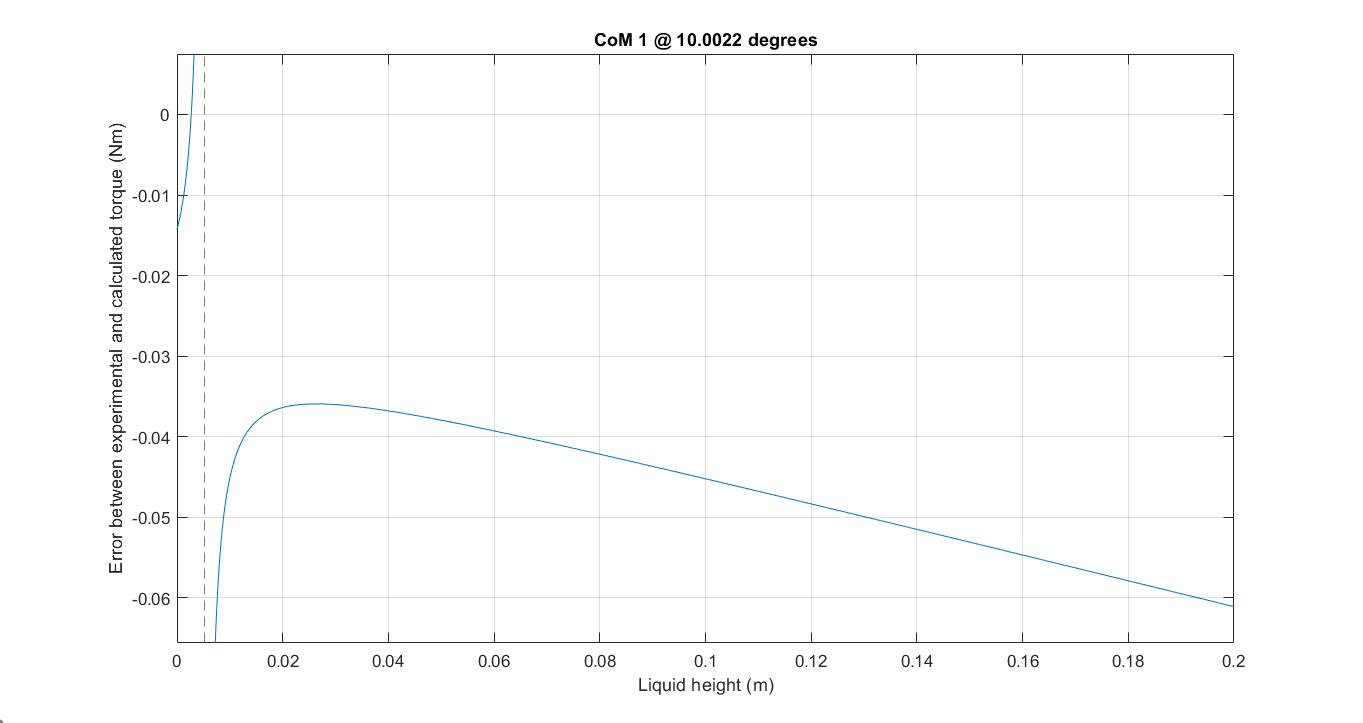 CoM 1 @ 10.0022 degrees
Error between experimental and calculated torque (Nm)
0
-0.01
-0.02
-0.03
-0.04
-0.05
-0.06
0 0.02 0.04 0.06 0.08 0.1 0.12 0.14 0.16 0.18 0.2
Liquid height (m)